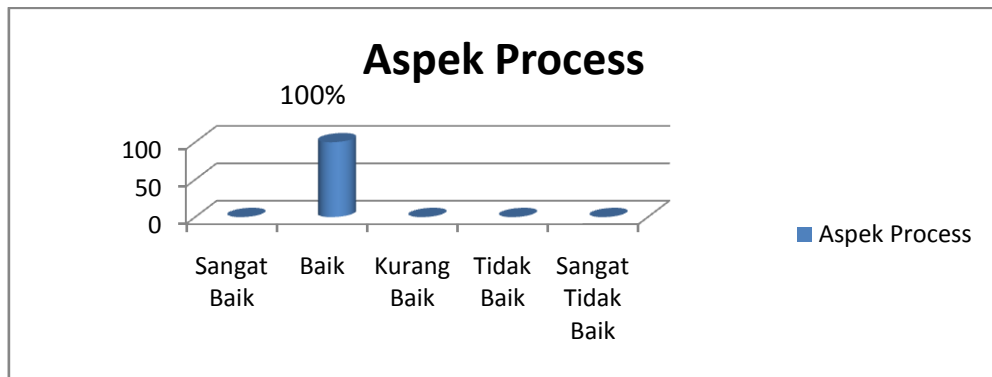 Aspek Process
100%
100
50
0
Sangat
Baik
Baik
Kurang
Baik
Tidak
Baik
Sangat
Tidak
Baik
Aspek Process